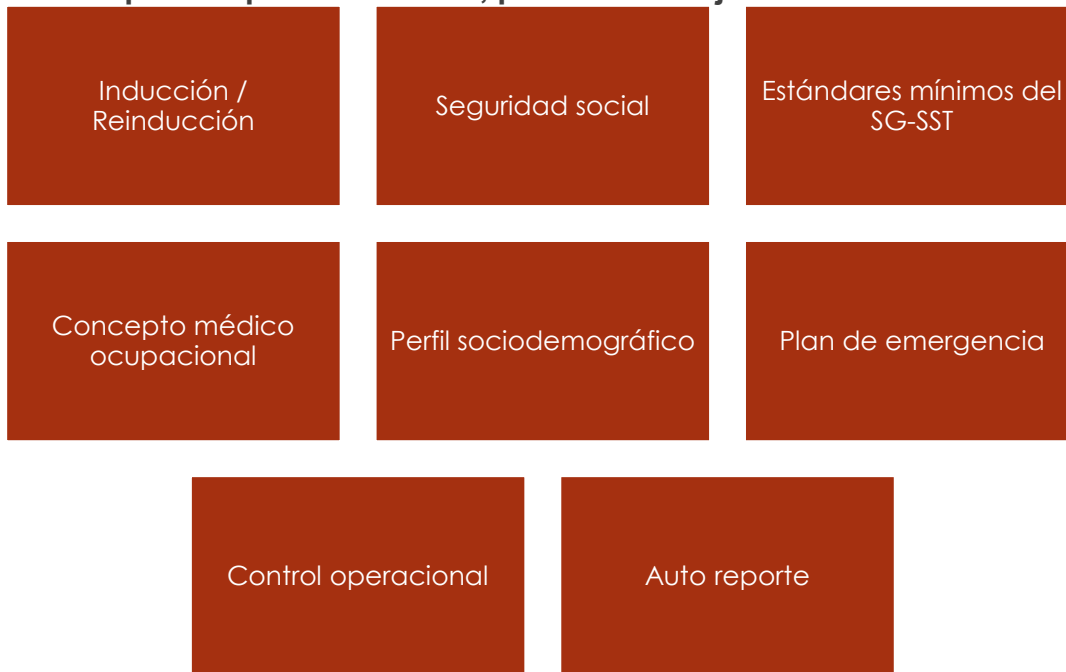 Inducción /
Reinducción
Seguridad social
Estándares mínimos del
SG-SST
Concepto médico
ocupacional
Perfil sociodemográfico
Plan de emergencia
Control operacional
Auto reporte